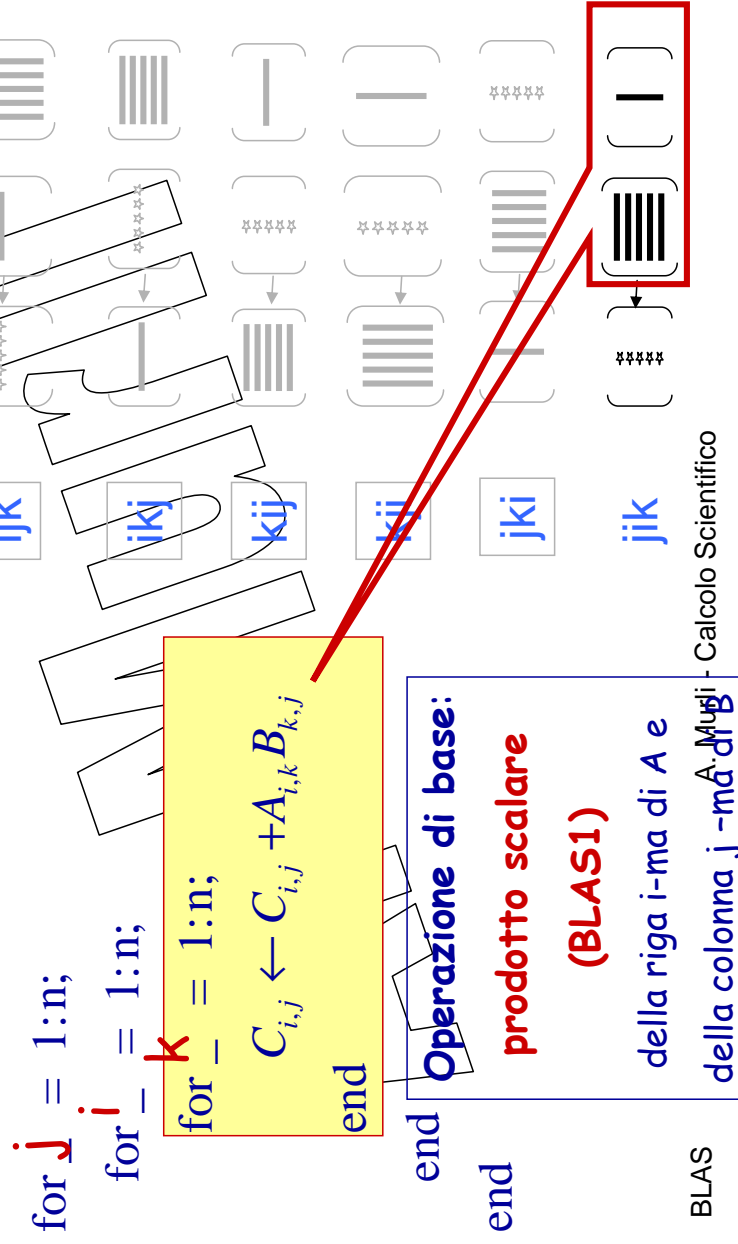 for j = 1:n;
for i = 1:n;
for k = 1:n;
C_{i,j} ← C_{i,j} + A_{i,k} B_{k,j}
end
end
end
Operazione di base:
prodotto scalare
(BLAS1)
della riga i-ma di A e
della colonna j -ma di B
ijk
ikj
kij
kij
jki
jik
BLAS
A. Murli - Calcolo Scientifico